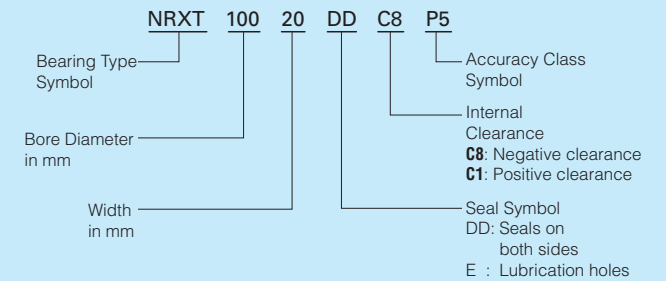 NRXT 100 20 DD C8 P5
Bearing Type
Symbol
Bore Diameter
in mm
Width
in mm
Accuracy Class
Symbol
Internal
Clearance
C8: Negative clearance
C1: Positive clearance
Seal Symbol
DD: Seals on
both sides
E : Lubrication holes